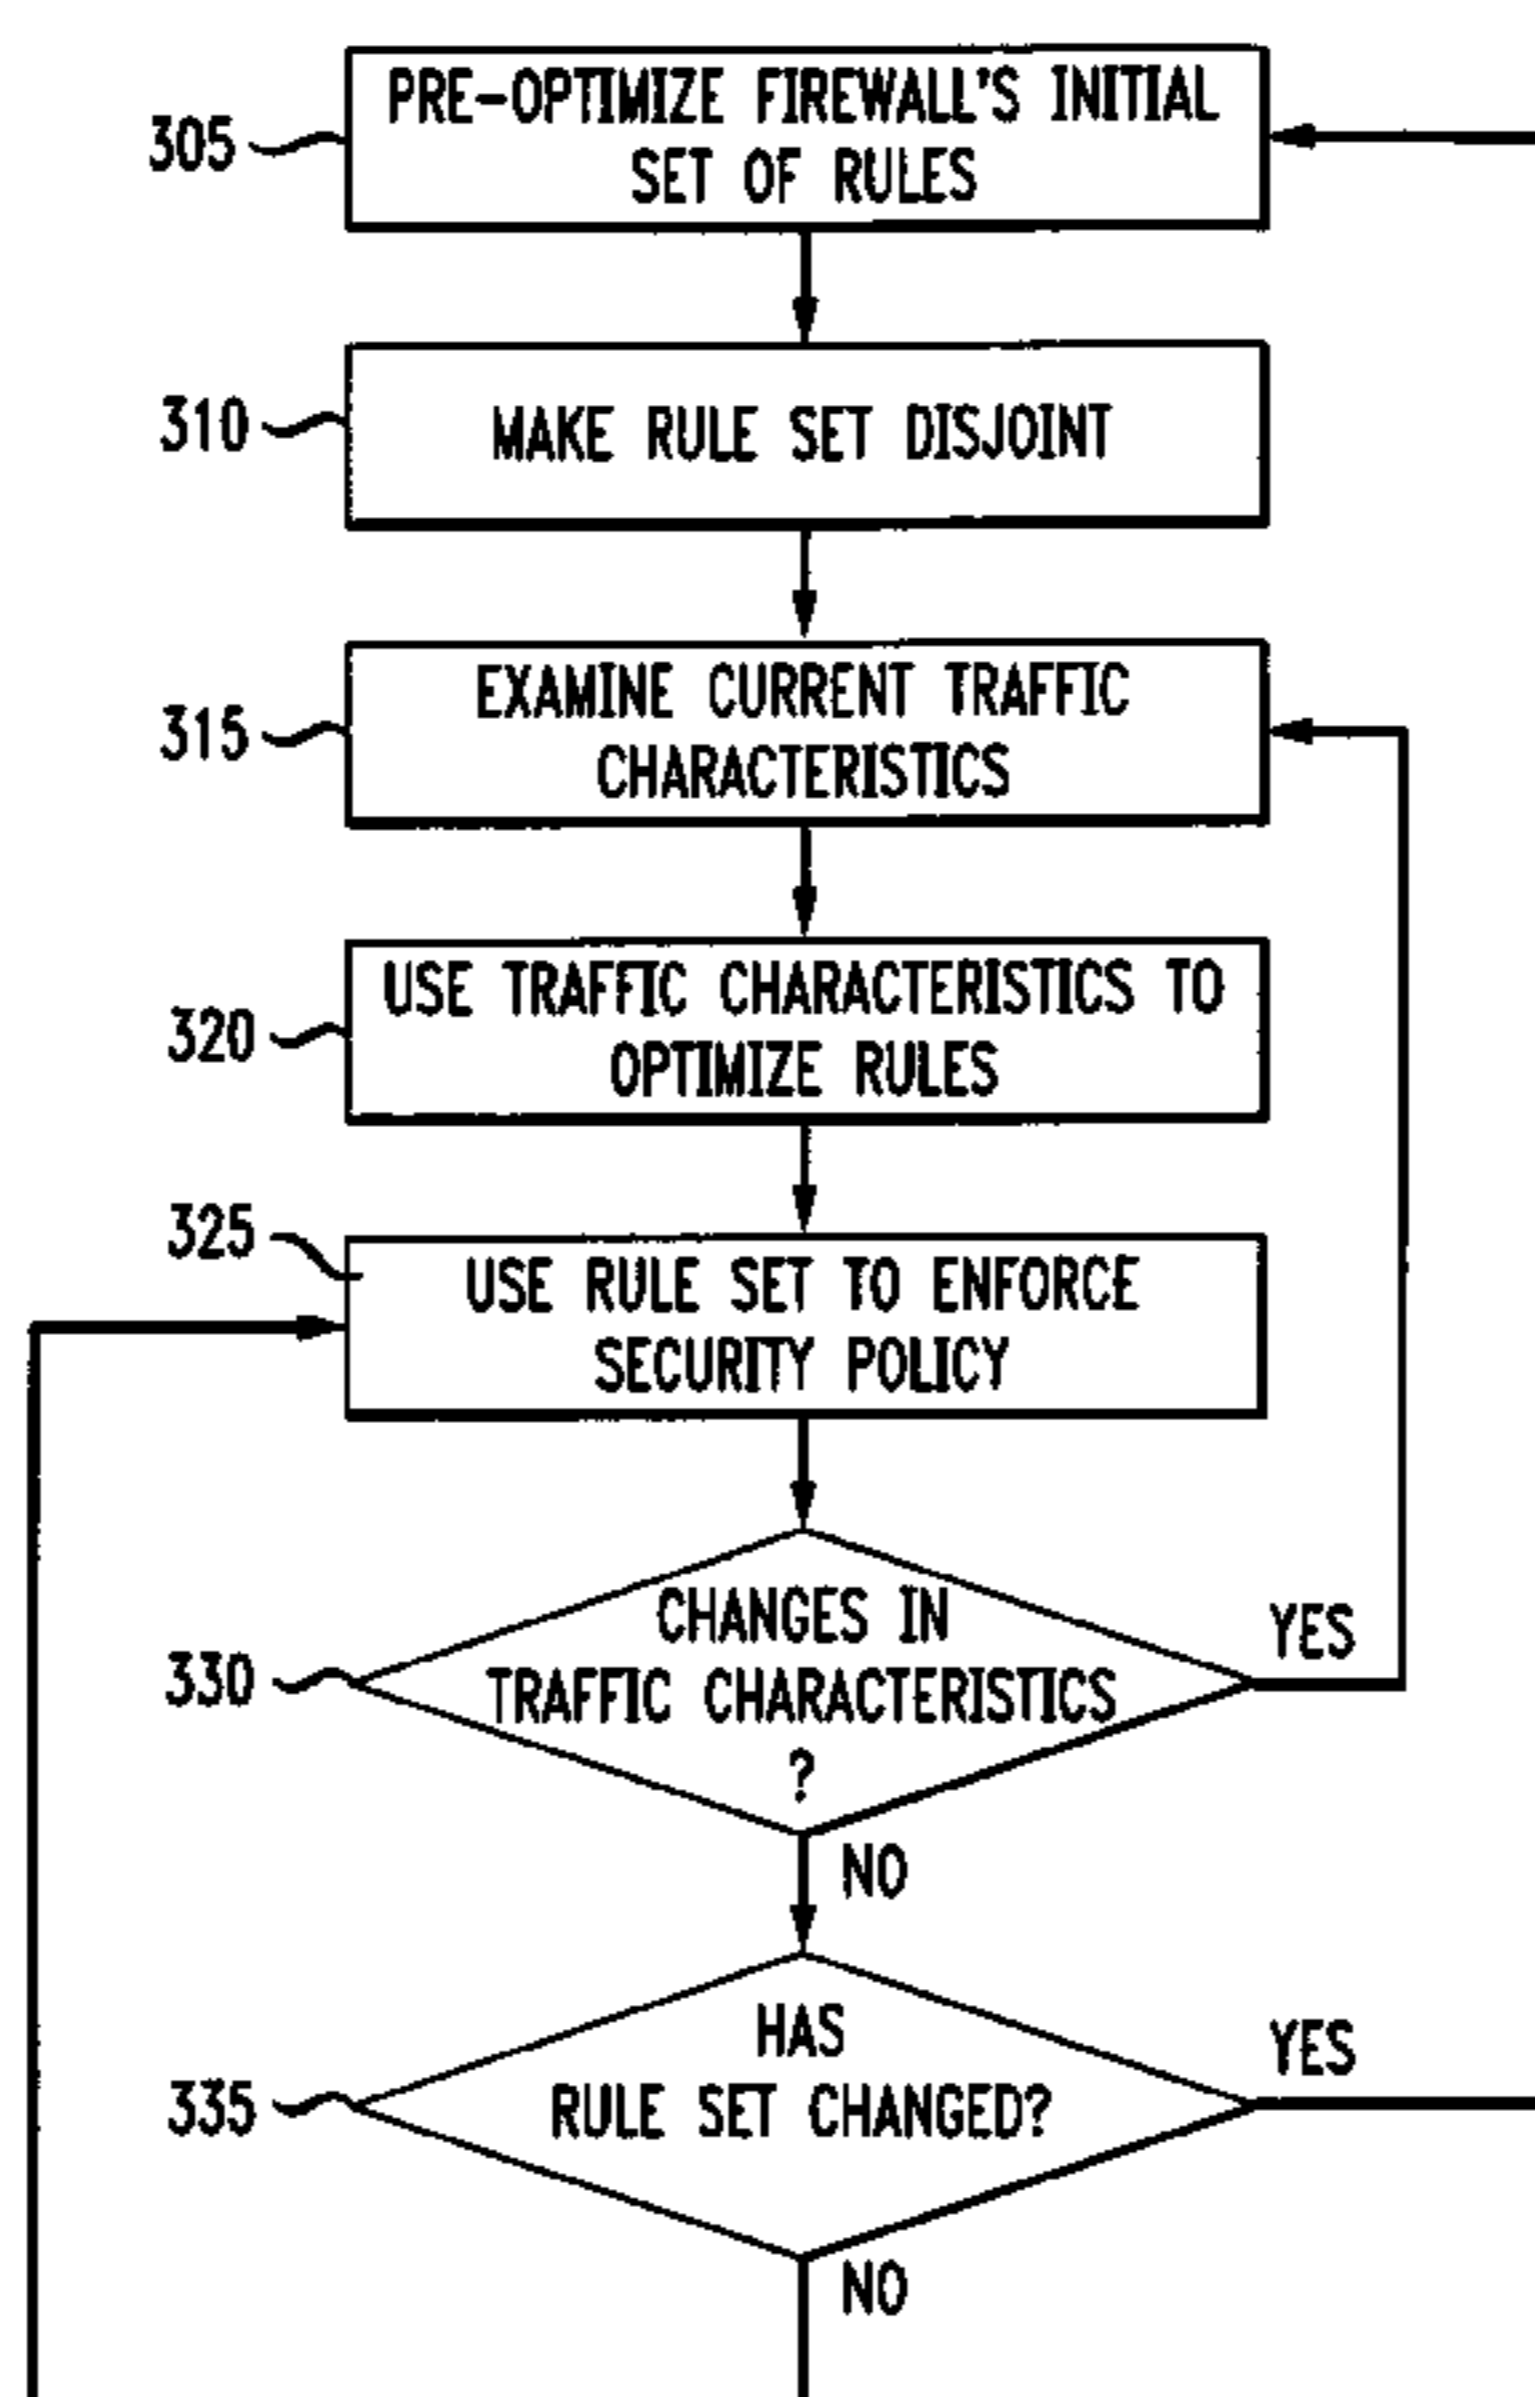 PRE-OPTIMIZE FIREWALL'S INITIAL
SET OF RULES
305
310
MAKE RULE SET DISJOINT
EXAMINE CURRENT TRAFFIC
CHARACTERISTICS
315
USE TRAFFIC CHARACTERISTICS TO
OPTIMIZE RULES
320
325
USE RULE SET TO ENFORCE
SECURITY POLICY
CHANGES IN
TRAFFIC CHARACTERISTICS
?
YES
330
NO
HAS
RULE SET CHANGED?
YES
335
NO